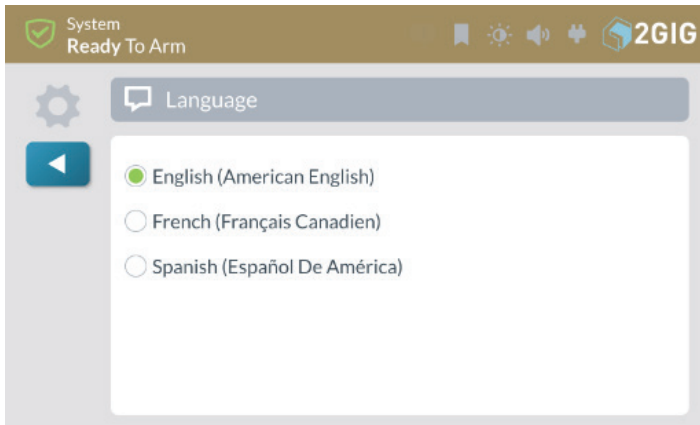 System
Ready To Arm
2GIG
Language
English (American English)
French (Français Canadien)
Spanish (Español De América)